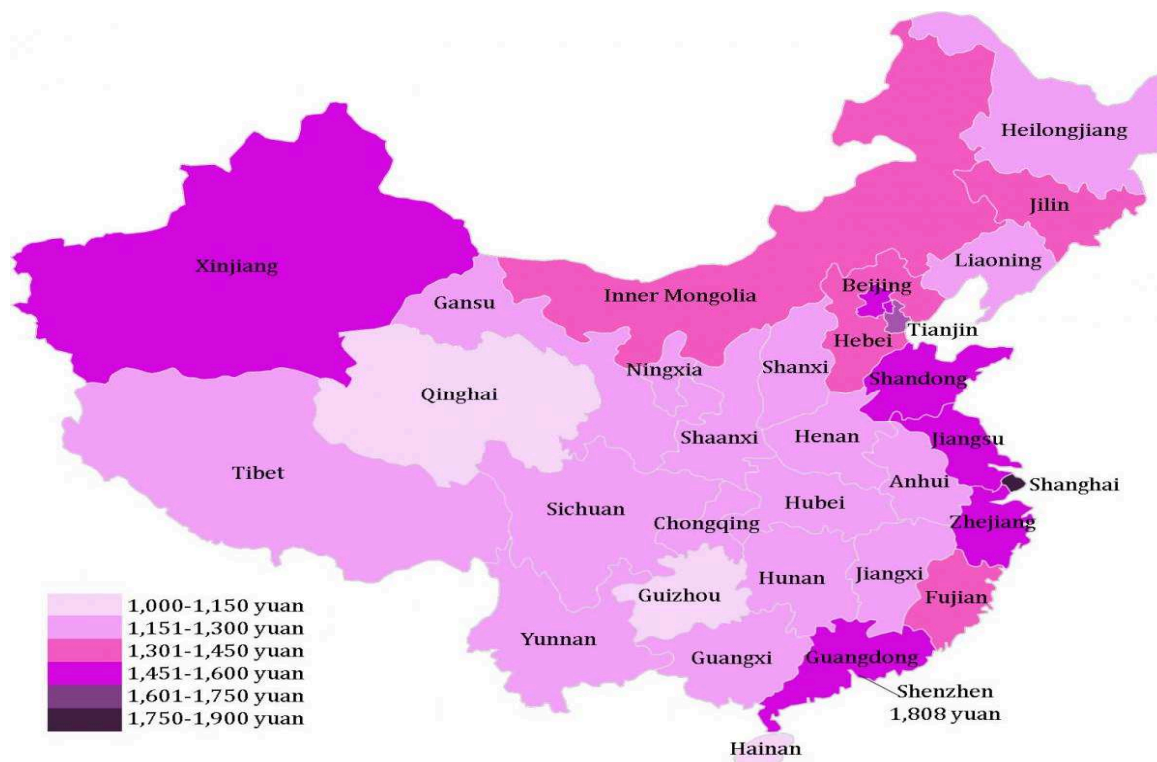 Heilongjiang
Jilin
Liaoning
Xinjiang
Beijing
Inner Mongolia
Gansu
Tianjin
Hebei
Shanxi
Ningxia
Shandong
Qinghai
Shaanxi
Henan
Jiangsu
Tibet
Anhui
Shanghai
Sichuan
Hubei
Chongqing
Zhejiang
Hunan
Jiangxi
Guizhou
Fujian
Yunnan
Guangxi
Guangdong
Shenzhen
1,808 yuan
Hainan
1,000-1,150 yuan
1,151-1,300 yuan
1,301-1,450 yuan
1,451-1,600 yuan
1,601-1,750 yuan
1,750-1,900 yuan